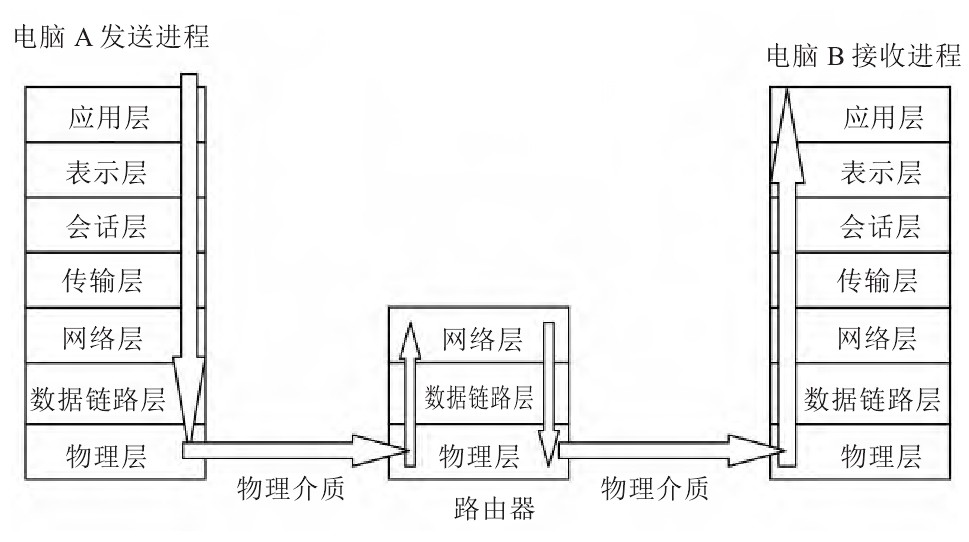 电脑 A 发送进程
应用层
表示层
会话层
传输层
网络层
数据链路层
物理层
物理介质
网络层
数据链路层
物理层
路由器
物理介质
电脑 B 接收进程
应用层
表示层
会话层
传输层
网络层
数据链路层
物理层